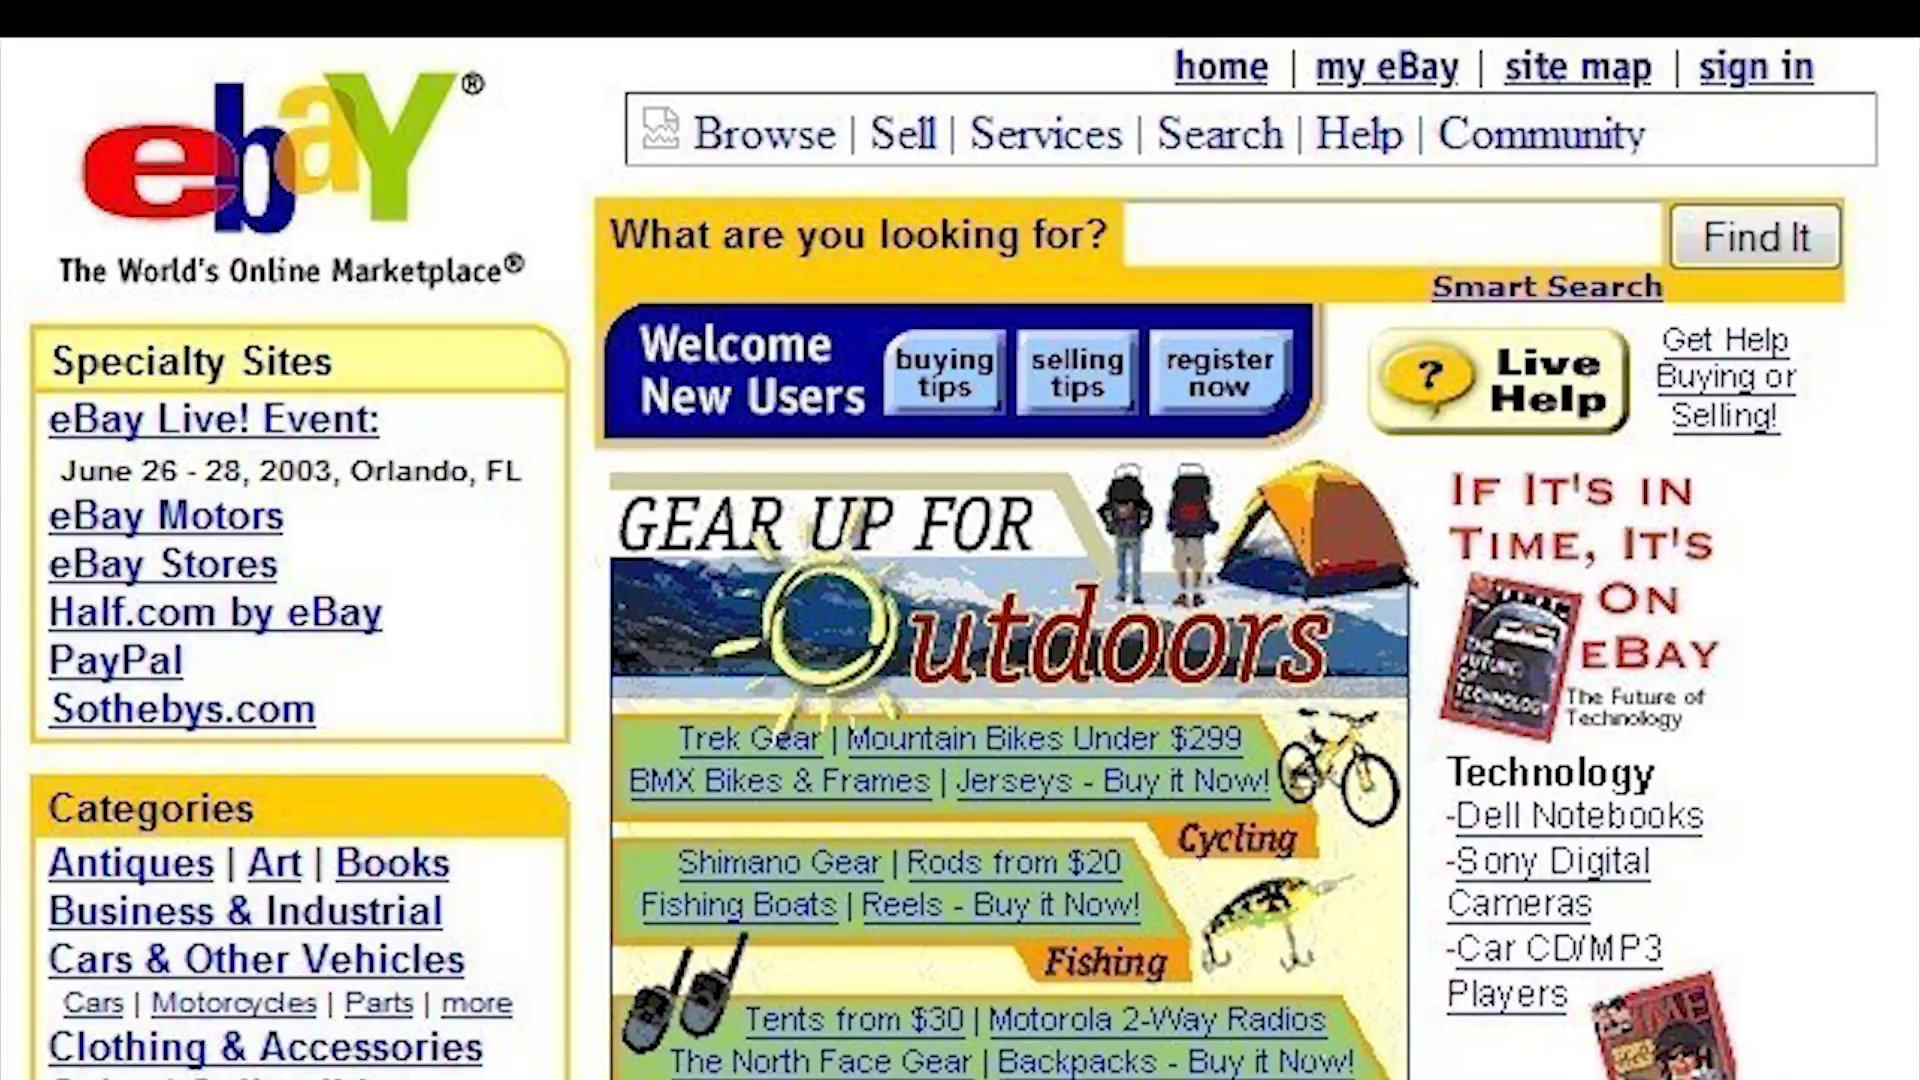 ebaY®
The World's Online Marketplace®
home | my eBay | site map | sign in
Browse | Sell | Services | Search | Help | Community
What are you looking for?
Find It
Smart Search
Welcome
New Users
buying
tips
selling
tips
register
now
?
Live
Help
Get Help
Buying or
Selling!
Specialty Sites
eBay Live! Event:
June 26 - 28, 2003, Orlando, FL
eBay Motors
eBay Stores
Half.com by eBay
PayPal
Sothebys.com
Categories
Antiques | Art | Books
Business & Industrial
Cars & Other Vehicles
Cars | Motorcycles | Parts | more
Clothing & Accessories
GEAR UP FOR
Outdoors
Trek Gear | Mountain Bikes Under $299
BMX Bikes & Frames | Jerseys - Buy it Now!
Cycling
Shimano Gear | Rods from $20
Fishing Boats | Reels - Buy it Now!
Fishing
Tents from $30 | Motorola 2-Way Radios
The North Face Gear | Backpacks - Buy it Now!
IF IT'S IN
TIME, IT'S
ON
EBAY
THE
FUTURE
OF
TECHNOLOGY
The Future of
Technology
Technology
-Dell Notebooks
-Sony Digital
Cameras
-Car CD/MP3
Players